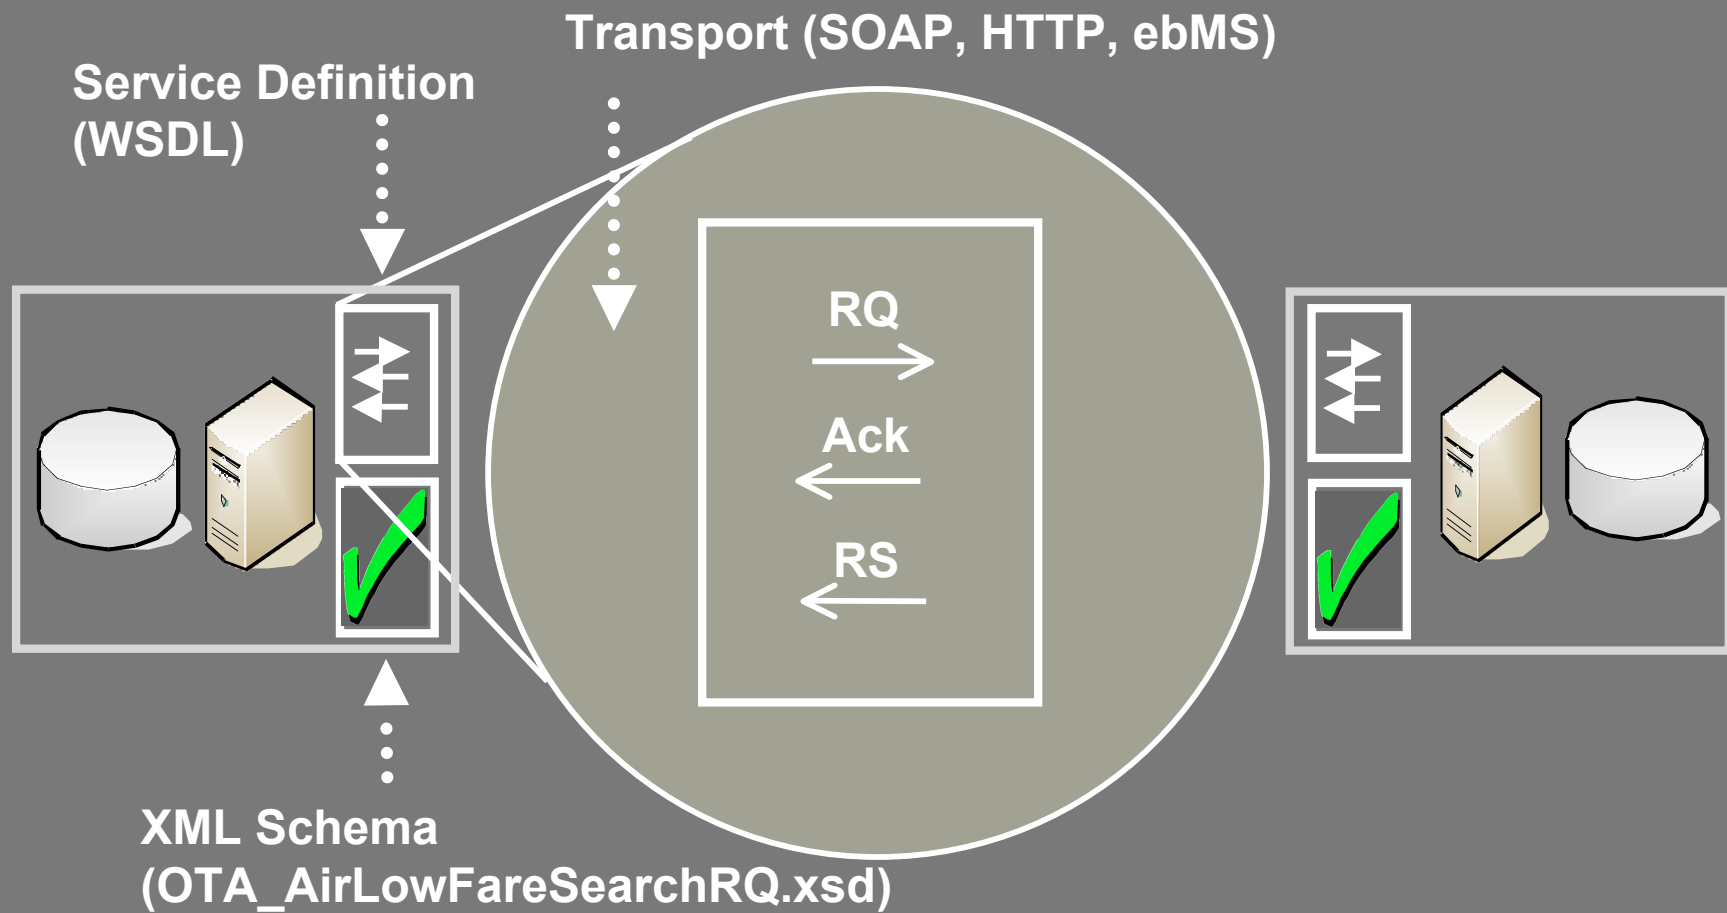 Transport (SOAP, HTTP, ebMS)
Service Definition
(WSDL)
RQ
Ack
RS
XML Schema
(OTA_AirLowFareSearchRQ.xsd)